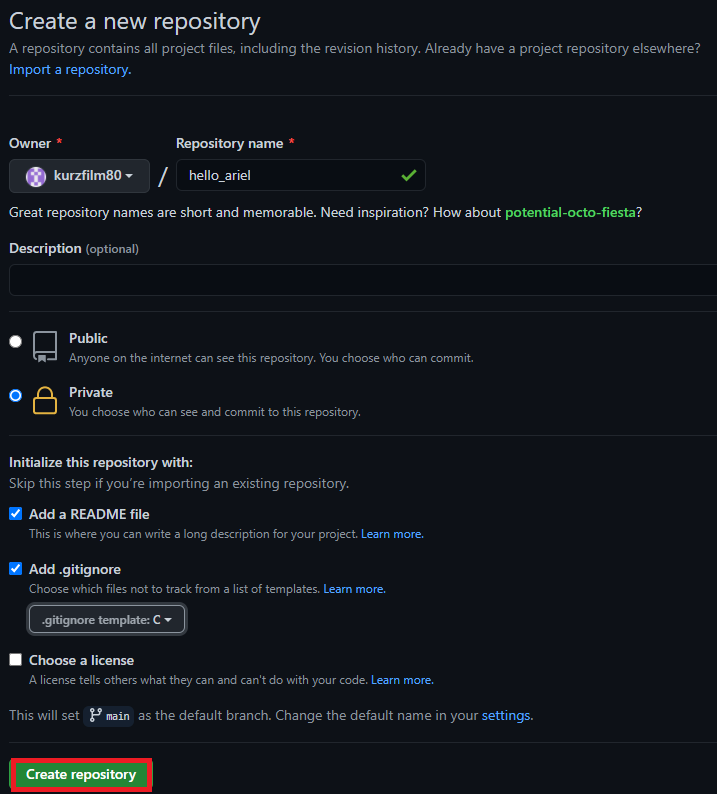 Create a new repository
A repository contains all project files, including the revision history. Already have a project repository elsewhere?
Import a repository.
Owner * Repository name *
kurzfilm80 / hello_ariel
Great repository names are short and memorable. Need inspiration? How about potential-octo-fiesta?
Description (optional)
Public
Anyone on the internet can see this repository. You choose who can commit.
Private
You choose who can see and commit to this repository.
Initialize this repository with:
Skip this step if you’re importing an existing repository.
Add a README file
This is where you can write a long description for your project. Learn more.
Add .gitignore
Choose which files not to track from a list of templates. Learn more.
.gitignore template: C
Choose a license
A license tells others what they can and can't do with your code. Learn more.
This will set main as the default branch. Change the default name in your settings.
Create repository